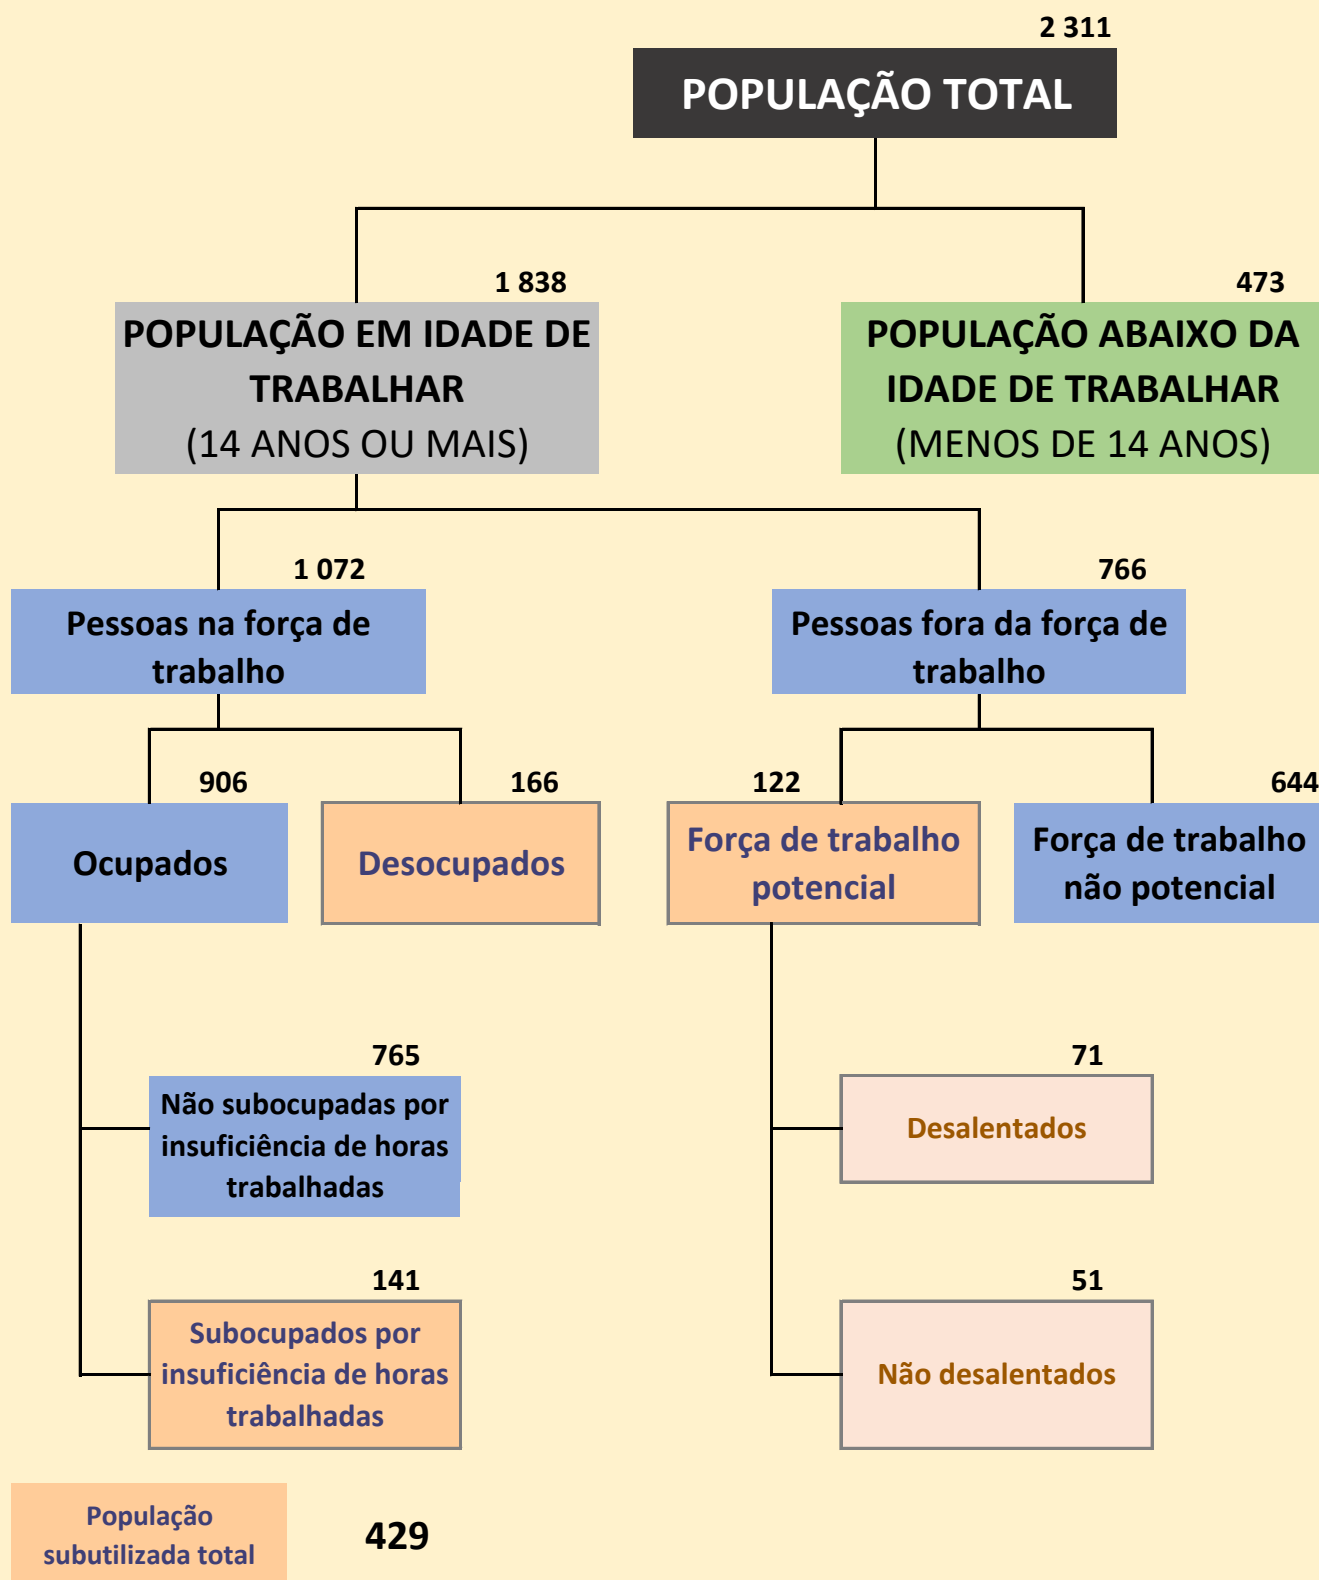 2 311
POPULAÇÃO TOTAL
1 838
POPULAÇÃO EM IDADE DE
TRABALHAR
(14 ANOS OU MAIS)
473
POPULAÇÃO ABAIXO DA
IDADE DE TRABALHAR
(MENOS DE 14 ANOS)
1 072
Pessoas na força de
trabalho
766
Pessoas fora da força de
trabalho
906
Ocupados
166
Desocupados
122
Força de trabalho
potencial
644
Força de trabalho
não potencial
765
Não subocupadas por
insuficiência de horas
trabalhadas
71
Desalentados
141
Subocupados por
insuficiência de horas
trabalhadas
51
Não desalentados
População
subutilizada total
429